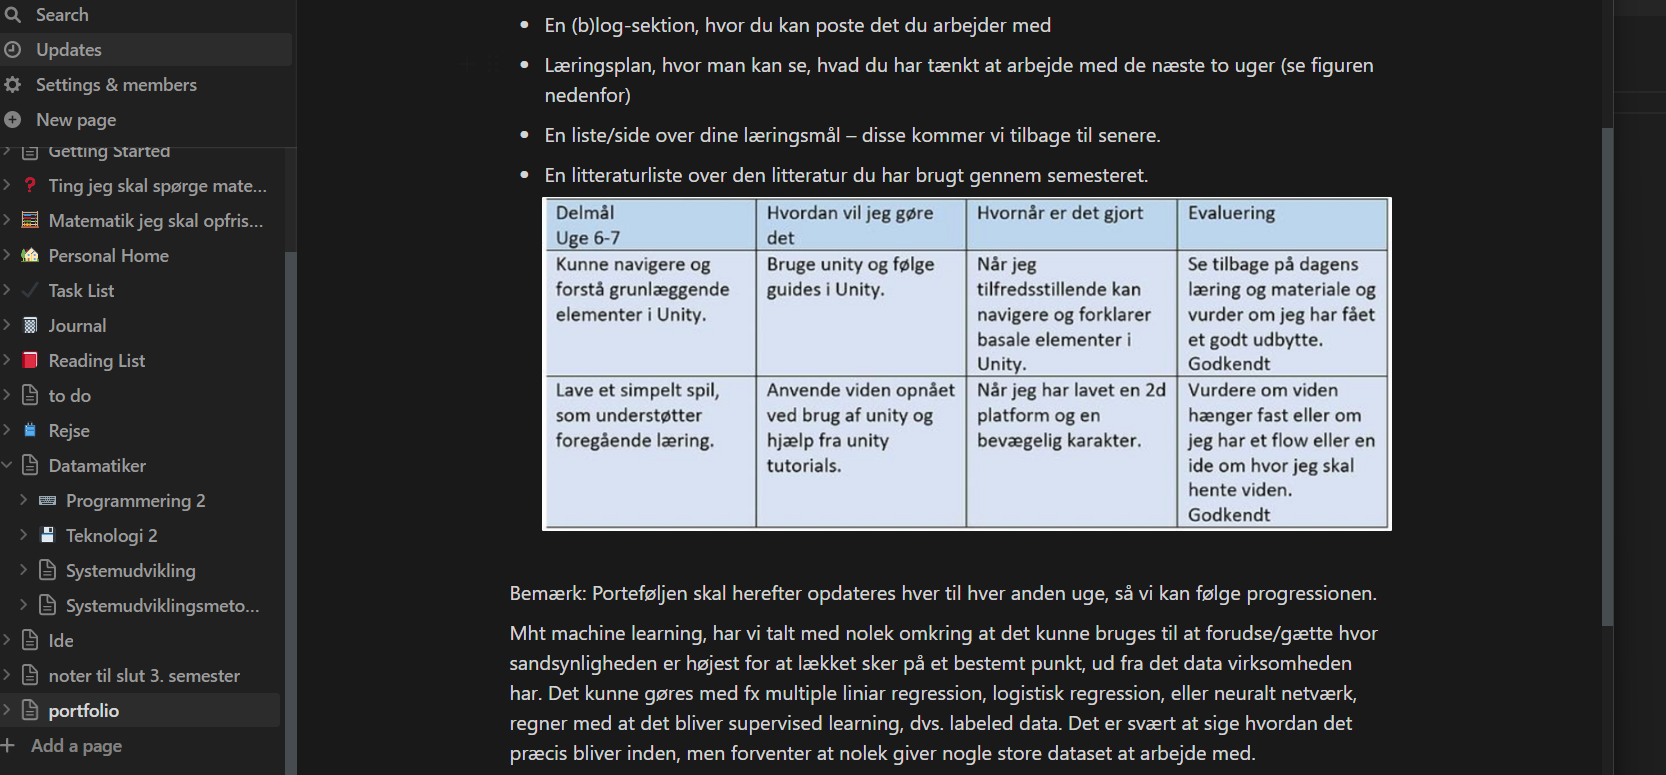 Search
Updates
Settings & members
New page
Getting Started
Ting jeg skal spørge mate...
Matematik jeg skal opfris...
Personal Home
Task List
Journal
Reading List
to do
Rejse
Datamatiker
Programmering 2
Teknologi 2
Systemudvikling
Systemudviklingsmeto...
Ide
noter til slut 3. semester
portfolio
Add a page
En (b)log-sektion, hvor du kan poste det du arbejder med
Læringsplan, hvor man kan se, hvad du har tænkt at arbejde med de næste to uger (se figuren
nedenfor)
En liste/side over dine læringsmål – disse kommer vi tilbage til senere.
En litteraturliste over den litteratur du har brugt gennem semesteret.
Delmål
Uge 6-7
Hvordan vil jeg gøre
det
Hvornår er det gjort
Evaluering
Kunne navigere og
forstå grunlæggende
elementer i Unity.
Bruge unity og følge
guides i Unity.
Når jeg
tilfredsstillende kan
navigere og forklarer
basale elementer i
Unity.
Se tilbage på dagens
læring og materiale og
vurder om jeg har fået
et godt udbytte.
Godkendt
Lave et simpelt spil,
som understøtter
foregående læring.
Anvende viden opnået
ved brug af unity og
hjælp fra unity
tutorials.
Når jeg har lavet en 2d
platform og en
bevægelig karakter.
Vurdere om viden
hænger fast eller om
jeg har et flow eller en
ide om hvor jeg skal
hente viden.
Godkendt
Bemærk: Porteføljen skal herefter opdateres hver til hver anden uge, så vi kan følge progressionen.
Mht machine learning, har vi talt med nolek omkring at det kunne bruges til at forudse/gætte hvor
sandsynligheden er højest for at lækket sker på et bestemt punkt, ud fra det data virksomheden
har. Det kunne gøres med fx multiple liniar regression, logistisk regression, eller neuralt netværk,
regner med at det bliver supervised learning, dvs. labeled data. Det er svært at sige hvordan det
præcis bliver inden, men forventer at nolek giver nogle store dataset at arbejde med.